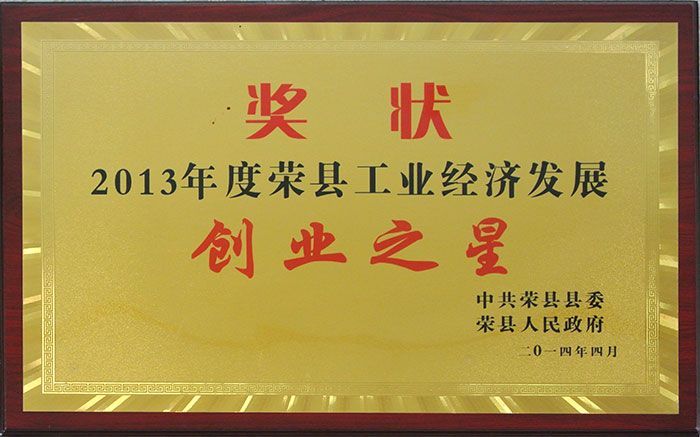 奖 状
2013年度荣县工业经济发展
创业之星
中共荣县县委
荣县人民政府
二0一四年四月